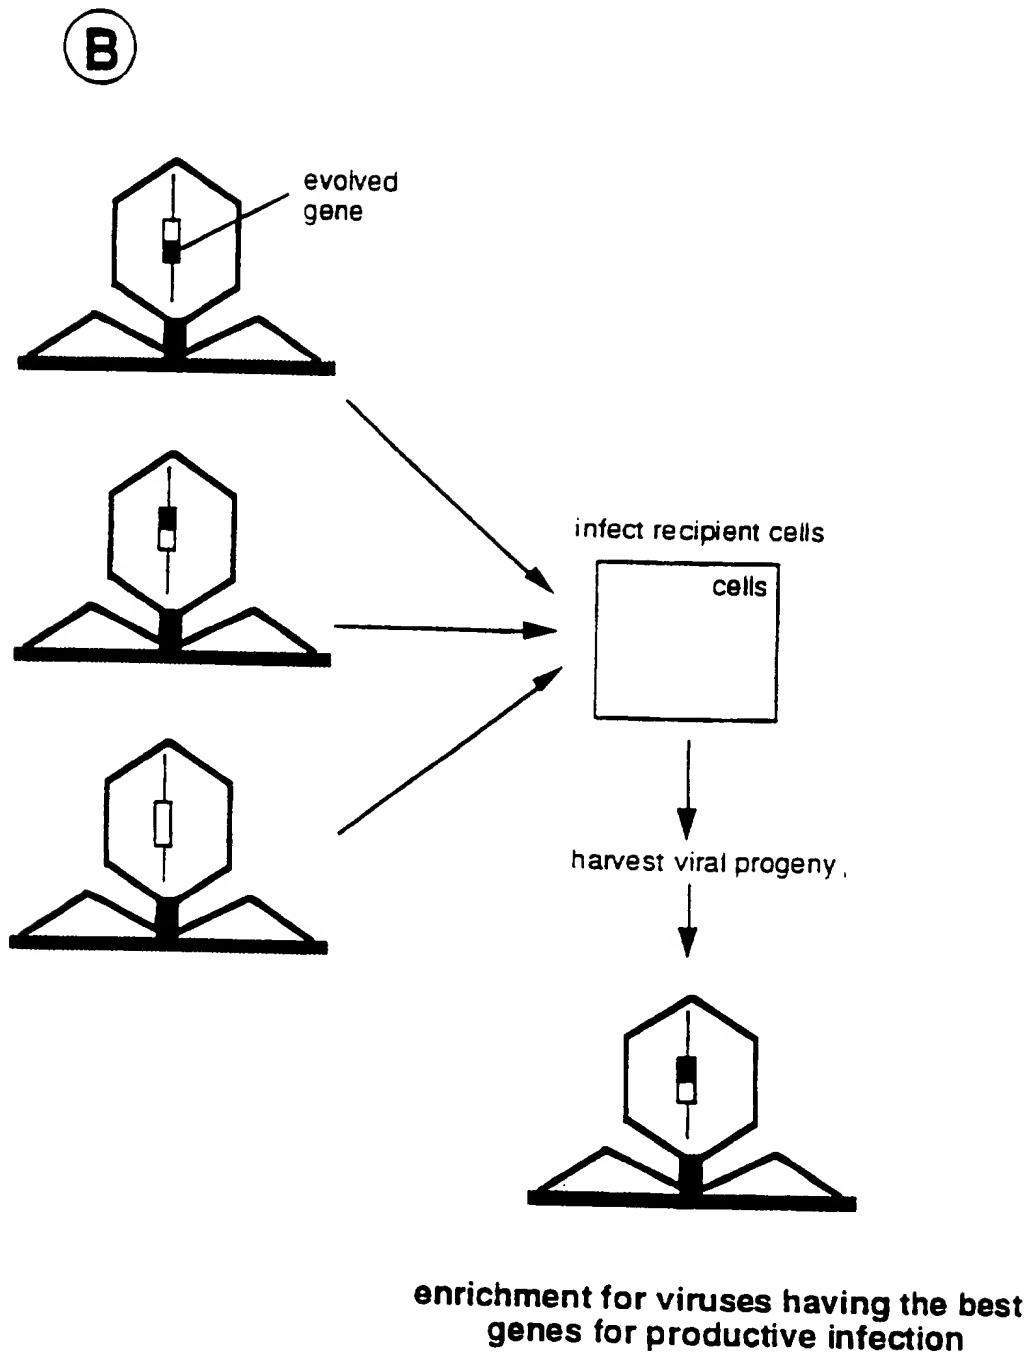 B
evolved
gene
infect recipient cells
cells
harvest viral progeny.
enrichment for viruses having the best
genes for productive infection